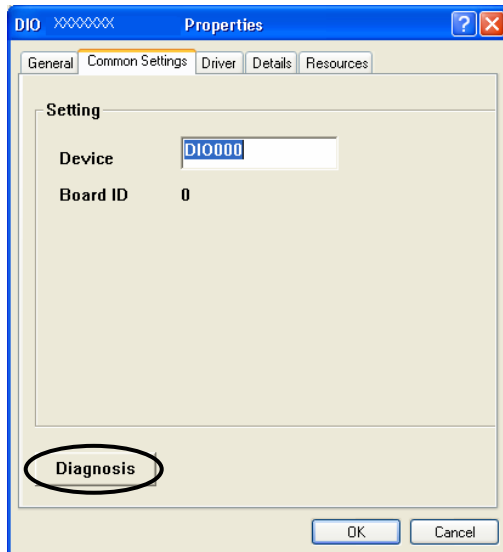 DIO XXXXXXX Properties
General Common Settings Driver Details Resources
Setting
Device DIO000
Board ID 0
Diagnosis
OK Cancel